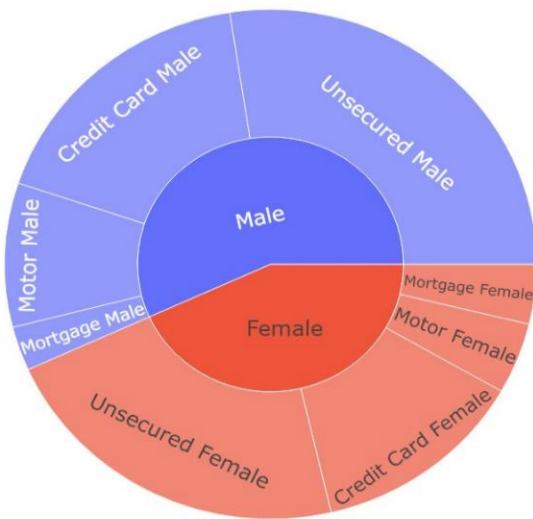 Credit Card Male
Unsecured Male
Motor Male
Male
Mortgage Male
Mortgage Female
Female
Motor Female
Unsecured Female
Credit Card Female